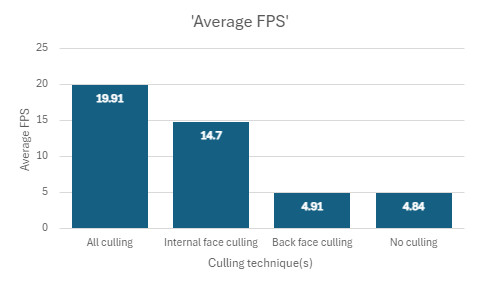 'Average FPS'
25
20
15
10
5
0
Average FPS
19.91
14.7
4.91
4.84
All culling
Internal face culling
Back face culling
No culling
Culling technique(s)